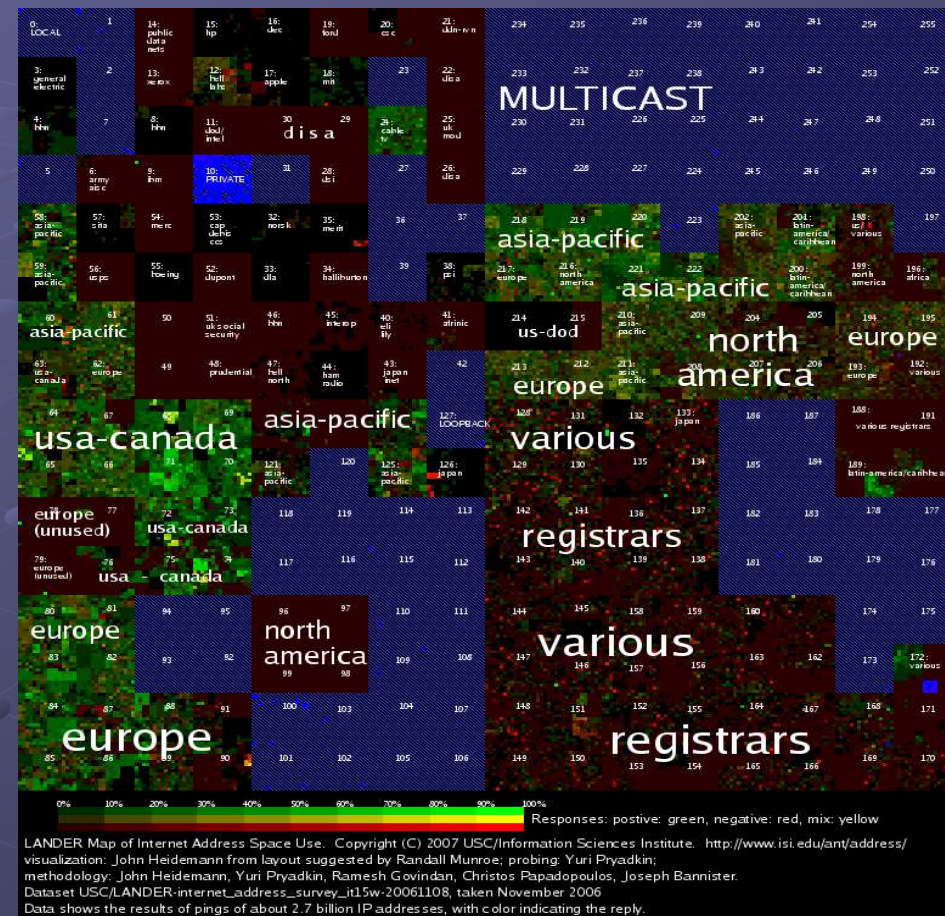 0: LOCAL
1
14: public data nets
15: hp
16: dec
19: ford
20: csc
21: ddn-rvn
234 235 236 239 240 241 254 255
3: general electric
2
13: xerox
12: bell labs
17: apple
18: mit
23
22: disa
233 232 237 238 243 242 253 252
MULTICAST
4: bbn
7
8: bbn
11: dod/ intel
30
disa
29
24: cable tv
25: uk mod
230 231 226 225 244 247 248 251
5
6: army aisc
9: ibm
10: PRIVATE
31
28: dsi
27
26: disa
229 228 227 224 245 246 249 250
58: asia-pacific
57: sita
54: merc
53: cap debis ccs
32: norsk
35: merit
36
37
218 219 220
asia-pacific
223
202: asia-pacific
201: latin-america/ caribbean
198: us/ various
197
59: asia-pacific
56: usps
55: boeing
52: dupont
33: dla
34: halliburton
39
38: psi
217: europe
216: north america
221 222
asia-pacific
200: latin-america/ caribbean
199: north america
196: africa
60 61
asia-pacific
50
51: uk social security
46: bbn
45: interop
40: eli lily
41: afrinic
214 215
us-dod
210: asia-pacific
209 204 205
north america
194 195
europe
63: usa-canada
62: europe
49
48: prudential
47: bell north
44: ham radio
43: japan inet
42
213 212
europe
211: asia-pacific
208 207 206
193: europe
192: various
64 67 68 69
usa-canada
asia-pacific
127: LOOPBACK
128 131 132
various
133: japan
186 187
188:
various registrars
191
65 66 71 70
121: asia-pacific
120
125: asia-pacific
126: japan
129 130 135 134 185 184
189: latin-america/caribbea
78 77
europe (unused)
72 73
usa-canada
118 119 114 113
142 141 136 137
registrars
182 183 178 177
79: europe (unused)
76 75 74
usa - canada
117 116 115 112
143 140 139 138 181 180 179 176
80 81
europe
94 95
96 97
north america
110 111
144 145 158 159 160
various
174 175
83 82 93 92 99 98 109 108
147 146 157 156 163 162 173
172: various
84 87 88 91
europe
100 103 104 107
148 151 152 155 164 167 168 171
registrars
85 86 89 90 101 102 105 106
149 150 153 154 165 166 169 170
0% 10% 20% 30% 40% 50% 60% 70% 80% 90% 100%
Responses: postive: green, negative: red, mix: yellow
LANDER Map of Internet Address Space Use. Copyright (C) 2007 USC/Information Sciences Institute. http://www.isi.edu/ant/address/
visualization: John Heidemann from layout suggested by Randall Munroe; probing: Yuri Pryadkin;
methodology: John Heidemann, Yuri Pryadkin, Ramesh Govindan, Christos Papadopoulos, Joseph Bannister.
Dataset USC/LANDER-internet_address_survey_it15w-20061108, taken November 2006
Data shows the results of pings of about 2.7 billion IP addresses, with color indicating the reply.